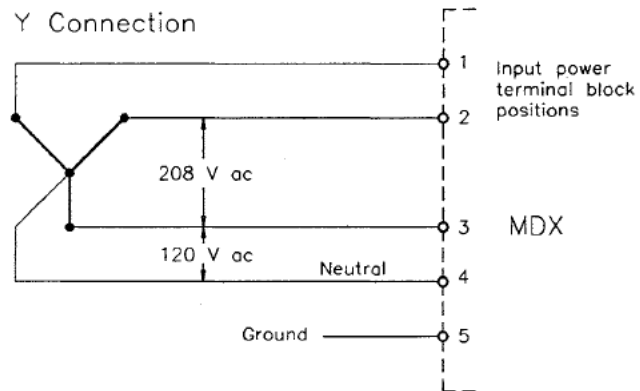 Y Connection
1
Input power
terminal block
positions
2
208 V ac
3
MDX
120 V ac
Neutral
4
Ground
5